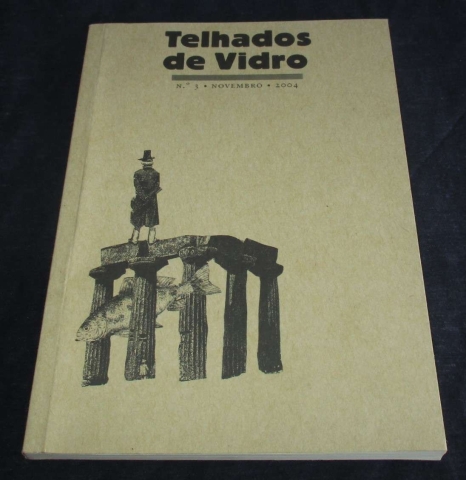 Telhados
de Vidro
N.º 3 • NOVEMBRO • 2004